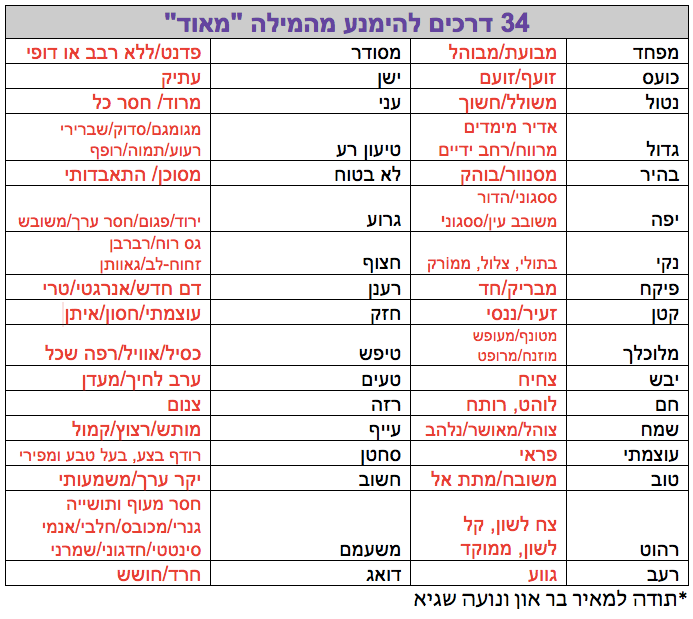 34 דרכים להימנע מהמילה "מאוד"
מפחד מבועת/מבוהל מסודר פדנט/ללא רבב או דופי
כועס זועף/זועם ישן עתיק
נטול משולל/חשוך עני מרוד/ חסר כל
גדול אדיר מימדים
מרווח/רחב ידיים טיעון רע מגומגם/סדוק/שברירי
רעוע/תמוה/רופף
בהיר מסנוור/בוהק לא בטוח מסוכן/ התאבדותי
יפה ססגוני/הדור
משובב עין/ססגוני גרוע ירוד/פגום/חסר ערך/משובש
נקי בתולי, צלול, ממורק חצוף גס רוח/רברבן
זחוח-לב/גאוותן
פיקח מבריק/חד רענן דם חדש/אנרגטי/טרי
קטן זעיר/ננסי חזק עוצמתי/חסון/איתן
מלוכלך מטונף/מעופש
מוזנח/מרופט טיפש כסיל/אוויל/רפה שכל
יבש צחיח טעים ערב לחיך/מעדן
חם לוהט, רותח רזה צנום
שמח צוהל/מאושר/נלהב עייף מותש/רצוץ/קמול
עוצמתי פראי סחטן רודף בצע, בעל טבע ומפירי
טוב משובח/מתת אל חשוב יקר ערך/משמעותי
רהוט צח לשון, קל
לשון, ממוקד משעמם חסר מעוף ותושייה
גנרי/מכובס/חלבי/אנמי
סינטטי/חדגוני/שמרני
רעב גווע דואג חרד/חושש
*תודה למאיר בר און ונועה שגיא